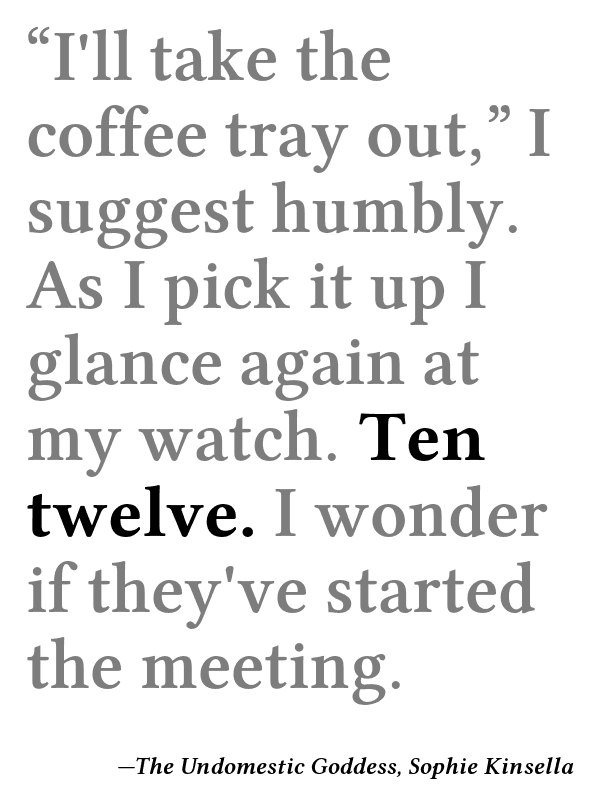 “I'll take the
coffee tray out,” I
suggest humbly.
As I pick it up I
glance again at
my watch. Ten
twelve. I wonder
if they've started
the meeting.
—The Undomestic Goddess, Sophie Kinsella